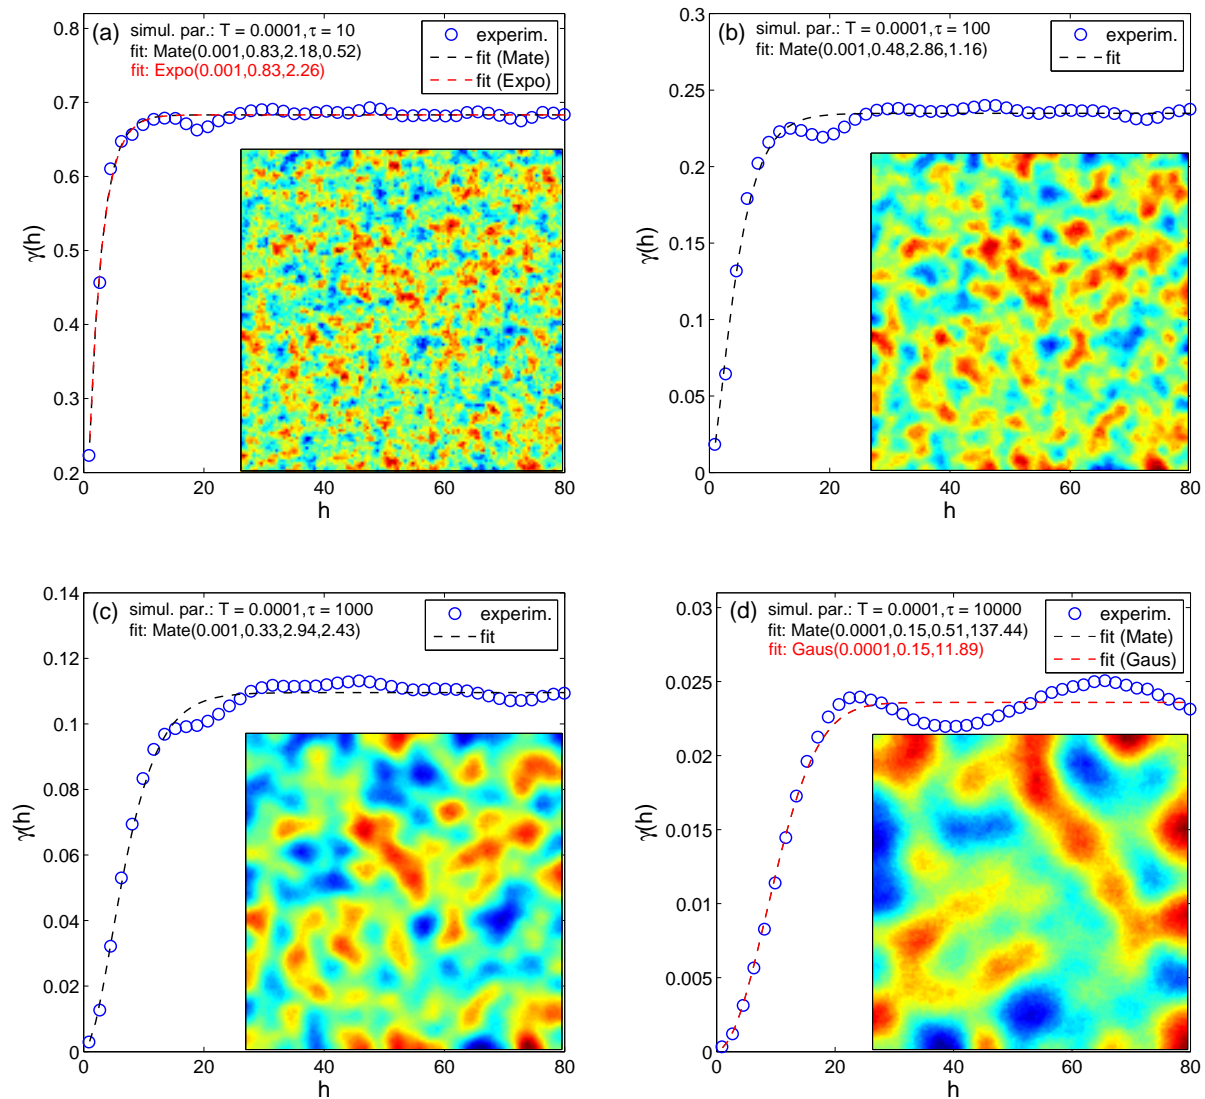 (a) simul. par.: T = 0.0001, τ = 10
fit: Mate(0.001,0.83,2.18,0.52)
fit: Expo(0.001,0.83,2.26)
experim.
fit (Mate)
fit (Expo)
0.8
0.7
0.6
0.5
0.4
0.3
0.2
γ(h)
0 20 40 60 80
h
(b) simul. par.: T = 0.0001, τ = 100
fit: Mate(0.001,0.48,2.86,1.16)
experim.
fit
0.3
0.25
0.2
0.15
0.1
0.05
0
γ(h)
0 20 40 60 80
h
(c) simul. par.: T = 0.0001, τ = 1000
fit: Mate(0.001,0.33,2.94,2.43)
experim.
fit
0.14
0.12
0.1
0.08
0.06
0.04
0.02
0
γ(h)
0 20 40 60 80
h
(d) simul. par.: T = 0.0001, τ = 10000
fit: Mate(0.0001,0.15,0.51,137.44)
fit: Gaus(0.0001,0.15,11.89)
experim.
fit (Mate)
fit (Gaus)
0.03
0.025
0.02
0.015
0.01
0.005
0
γ(h)
0 20 40 60 80
h